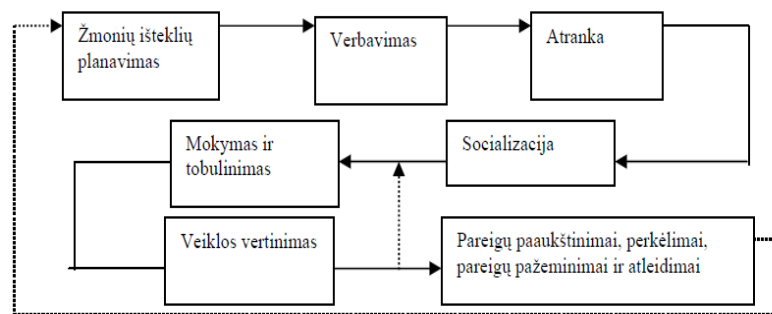 Žmonių išteklių
planavimas
Verbavimas
Atranka
Socializacija
Mokymas ir
tobulinimas
Veiklos vertinimas
Pareigų paaukštinimai, perkėlimai,
pareigų pažeminimai ir atleidimai